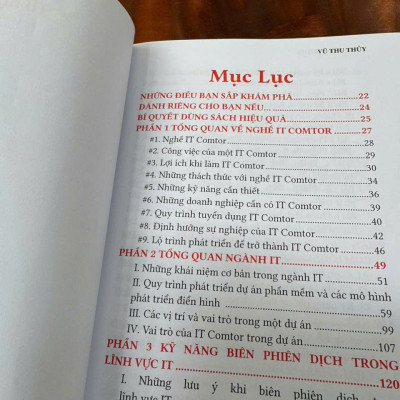 VŨ THU THỦY
Mục Lục
NHỮNG ĐIỀU BẠN SẮP KHÁM PHÁ 22
DÀNH RIÊNG CHO BẠN NẾU... 24
BÍ QUYẾT DÙNG SÁCH HIỆU QUẢ 25
PHẦN 1 TỔNG QUAN VỀ NGHỀ IT COMTOR 27
#1. Nghề IT Comtor 28
#2. Công việc của một IT Comtor 29
#3. Lợi ích khi làm IT Comtor 30
#4. Những thách thức với nghề IT Comtor 34
#5. Những kỹ năng cần thiết 36
#6. Những doanh nghiệp cần có IT Comtor 39
#7. Quy trình tuyển dụng IT Comtor 40
#8. Định hướng sự nghiệp của IT Comtor 42
#9. Lộ trình phát triển để trở thành IT Comtor 46
PHẦN 2 TỔNG QUAN NGÀNH IT 49
I. Những khái niệm cơ bản trong ngành IT 51
II. Quy trình phát triển dự án phần mềm và các mô hình
phát triển điển hình 59
III. Các vị trí và vai trò trong một dự án 99
IV. Vai trò của IT Comtor trong dự án 107
PHẦN 3 KỸ NĂNG BIÊN PHIÊN DỊCH TRONG
LĨNH VỰC IT 120
I. Những lưu ý khi biên phiên dịch
lĩnh vực IT